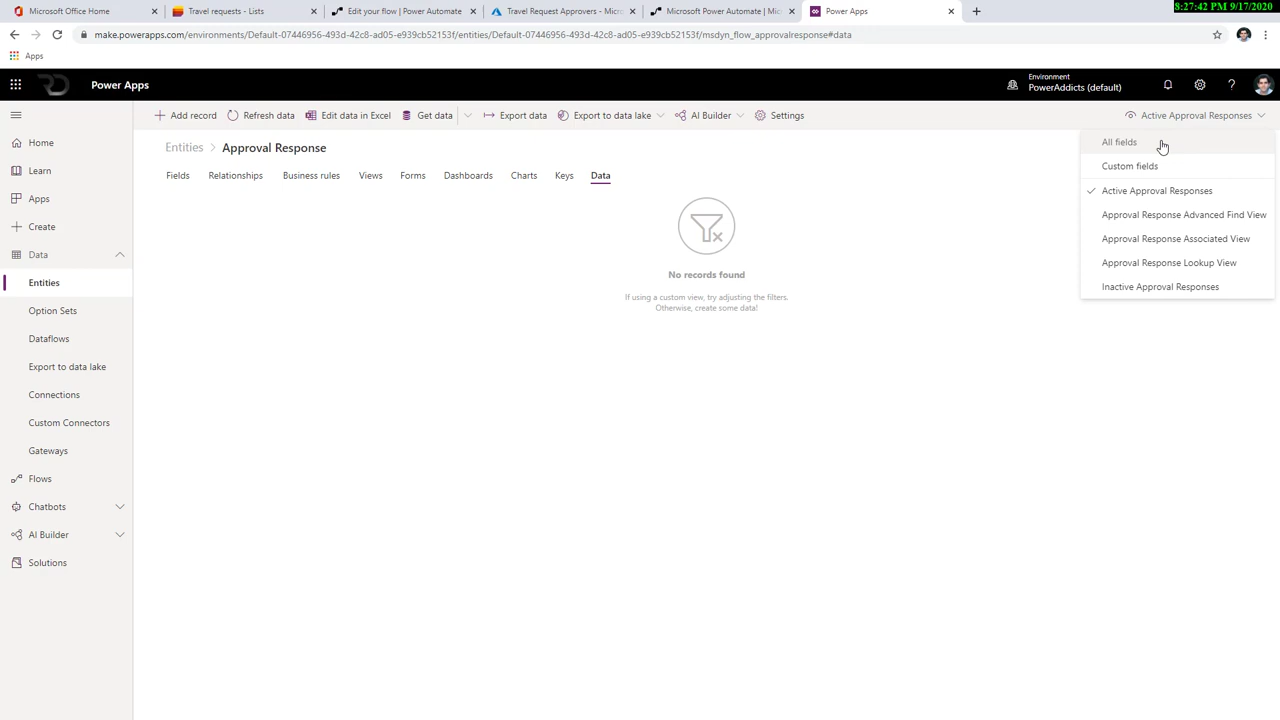 Microsoft Office Home
Travel requests - Lists
Edit your flow | Power Automate
Travel Request Approvers - Micro
Microsoft Power Automate | Micr
Power Apps
8:27:42 PM 9/17/2020
make.powerapps.com/environments/Default-07446956-493d-42c8-ad05-e939cb52153f/entities/Default-07446956-493d-42c8-ad05-e939cb52153f/msdyn_flow_approvalresponse#data
Apps
Power Apps
Environment
PowerAddicts (default)
Add record
Refresh data
Edit data in Excel
Get data
Export data
Export to data lake
AI Builder
Settings
Active Approval Responses
Home
Learn
Apps
Create
Data
Entities
Option Sets
Dataflows
Export to data lake
Connections
Custom Connectors
Gateways
Flows
Chatbots
AI Builder
Solutions
Entities > Approval Response
Fields
Relationships
Business rules
Views
Forms
Dashboards
Charts
Keys
Data
No records found
If using a custom view, try adjusting the filters.
Otherwise, create some data!
All fields
Custom fields
Active Approval Responses
Approval Response Advanced Find View
Approval Response Associated View
Approval Response Lookup View
Inactive Approval Responses